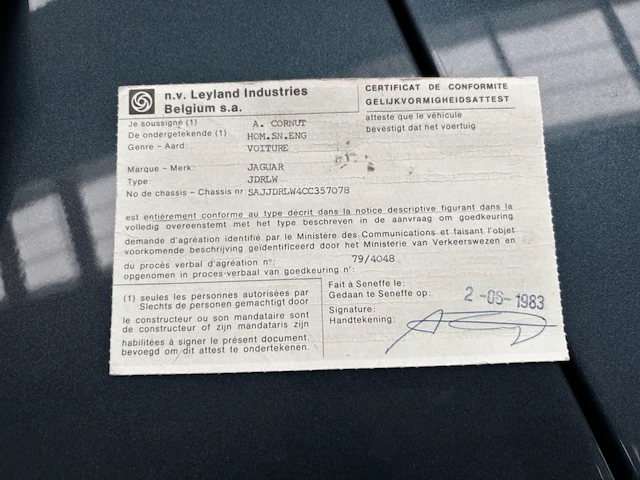 n.v. Leyland Industries
Belgium s.a.
CERTIFICAT DE CONFORMITE
GELIJKVORMIGHEIDSATTEST
Je soussigné (1) A. CORNUT
De ondergetekende (1) HOM.SN.ENG
Genre - Aard: VOITURE
atteste que le véhicule
bevestigt dat het voertuig
Marque - Merk: JAGUAR
Type: JDRLW
No de chassis - Chassis nr: SAJJDRLW4CC357078
est entièrement conforme au type décrit dans la notice descriptive figurant dans la
volledig overeenstemt met het type beschreven in de aanvraag om goedkeuring
demande d'agréation identifié par le Ministère des Communications et faisant l'objet
voorkomende beschrijving geïdentificeerd door het Ministerie van Verkeerswezen en
du procès verbal d'agréation n°: 79/4048
opgenomen in proces-verbaal van goedkeuring n°:
(1) seules les personnes autorisées par
Slechts de personen gemachtigd door
le constructeur ou son mandataire sont
de constructeur of zijn mandataris zijn
habilitées à signer le présent document.
bevoegd om dit attest te ondertekenen.
Fait à Seneffe le:
Gedaan te Seneffe op: 2-06-1983
Signature:
Handtekening: